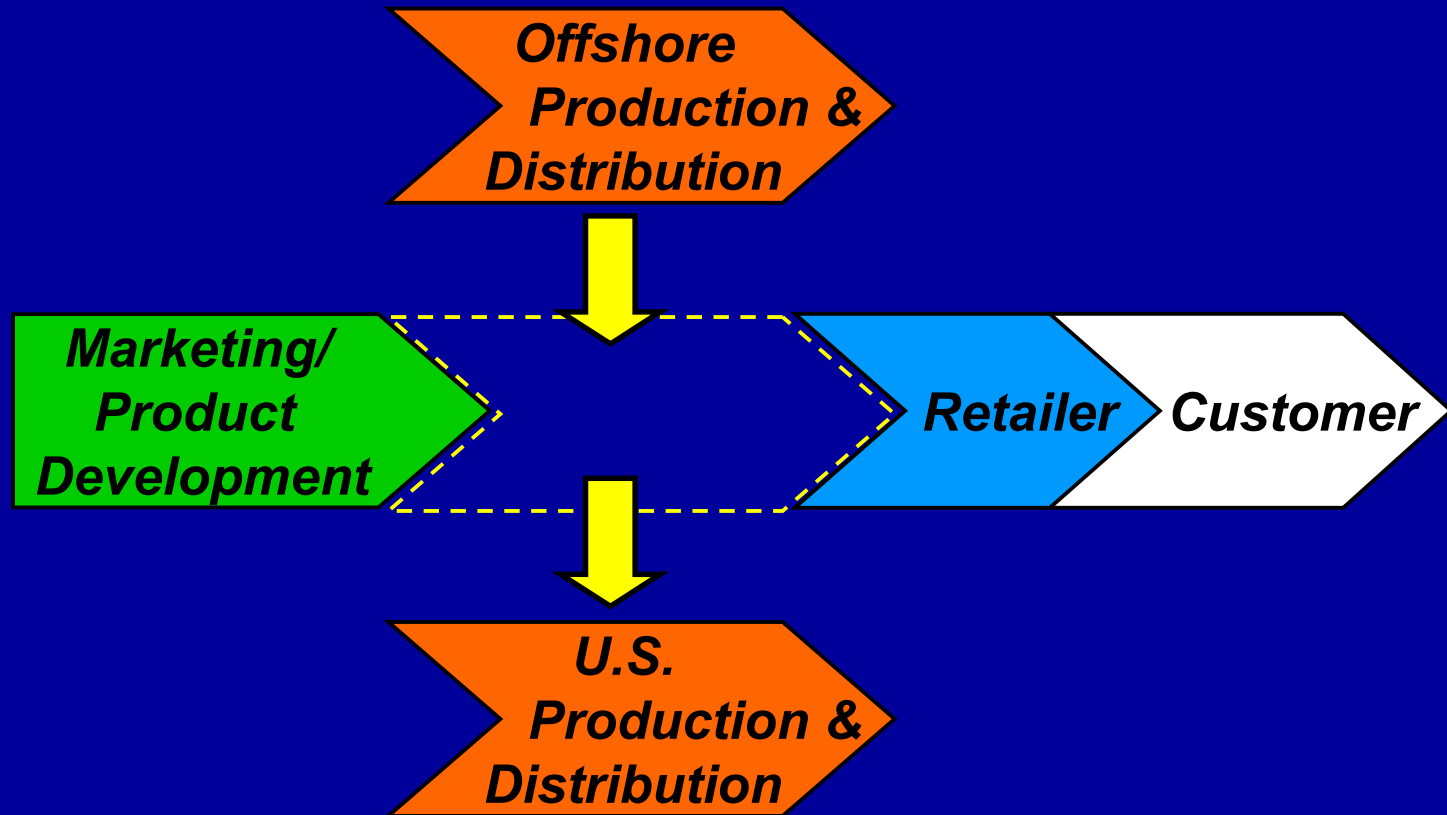 Offshore
Production &
Distribution
Marketing/
Product
Development
Retailer
Customer
U.S.
Production &
Distribution